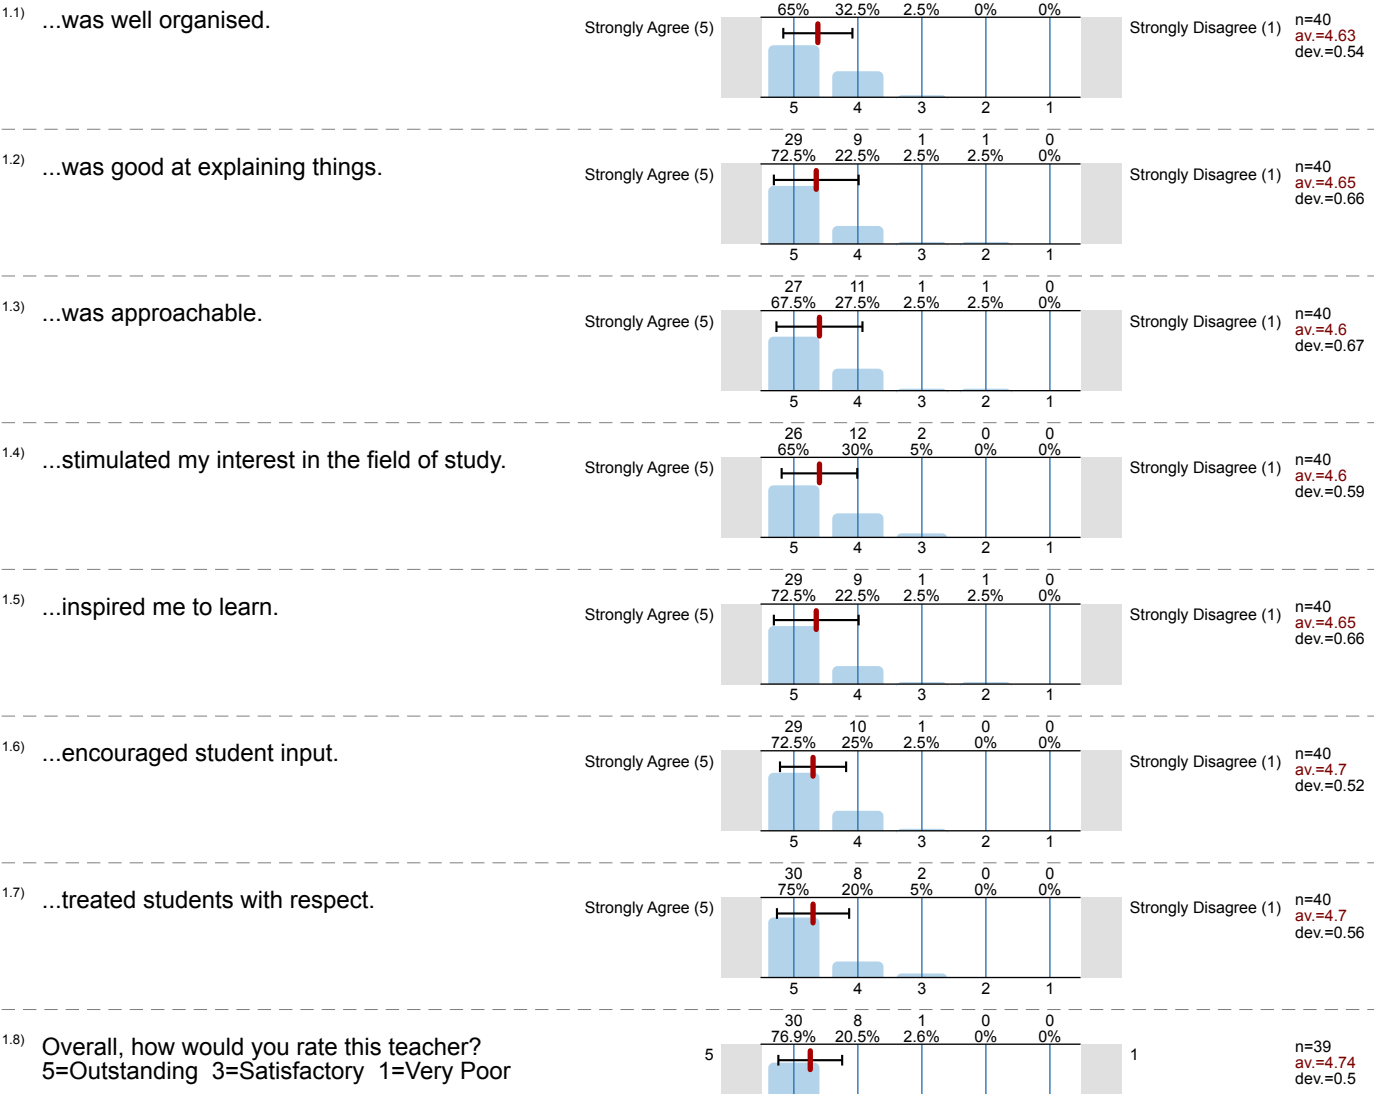 1.1) ...was well organised.
Strongly Agree (5)
65% 32.5% 2.5% 0% 0%
5 4 3 2 1
Strongly Disagree (1)
n=40
av.=4.63
dev.=0.54
1.2) ...was good at explaining things.
Strongly Agree (5)
29 9 1 1 0
72.5% 22.5% 2.5% 2.5% 0%
5 4 3 2 1
Strongly Disagree (1)
n=40
av.=4.65
dev.=0.66
1.3) ...was approachable.
Strongly Agree (5)
27 11 1 1 0
67.5% 27.5% 2.5% 2.5% 0%
5 4 3 2 1
Strongly Disagree (1)
n=40
av.=4.6
dev.=0.67
1.4) ...stimulated my interest in the field of study.
Strongly Agree (5)
26 12 2 0 0
65% 30% 5% 0% 0%
5 4 3 2 1
Strongly Disagree (1)
n=40
av.=4.6
dev.=0.59
1.5) ...inspired me to learn.
Strongly Agree (5)
29 9 1 1 0
72.5% 22.5% 2.5% 2.5% 0%
5 4 3 2 1
Strongly Disagree (1)
n=40
av.=4.65
dev.=0.66
1.6) ...encouraged student input.
Strongly Agree (5)
29 10 1 0 0
72.5% 25% 2.5% 0% 0%
5 4 3 2 1
Strongly Disagree (1)
n=40
av.=4.7
dev.=0.52
1.7) ...treated students with respect.
Strongly Agree (5)
30 8 2 0 0
75% 20% 5% 0% 0%
5 4 3 2 1
Strongly Disagree (1)
n=40
av.=4.7
dev.=0.56
1.8) Overall, how would you rate this teacher?
5=Outstanding 3=Satisfactory 1=Very Poor
5
30 8 1 0 0
76.9% 20.5% 2.6% 0% 0%
1
n=39
av.=4.74
dev.=0.5